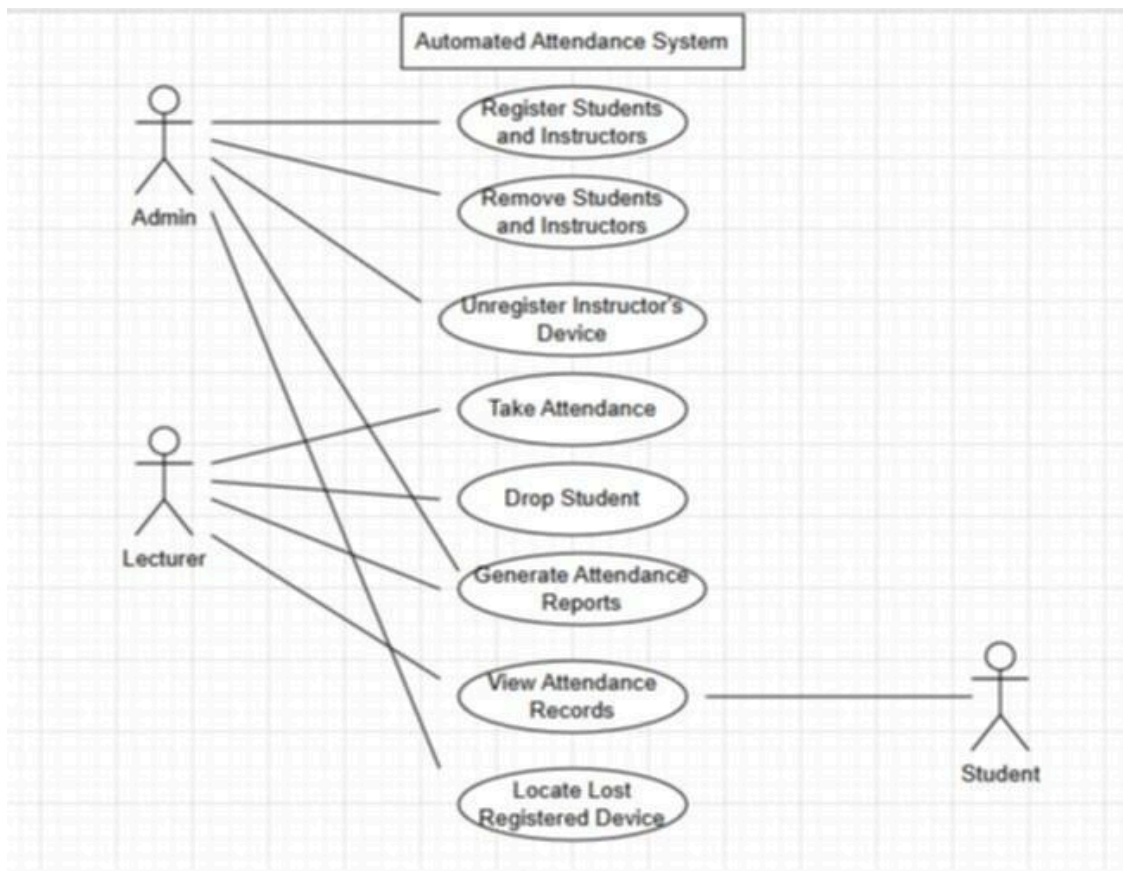 Automated Attendance System
Register Students
and Instructors
Admin
Remove Students
and Instructors
Unregister Instructor's
Device
Take Attendance
Lecturer
Drop Student
Generate Attendance
Reports
View Attendance
Records
Student
Locate Lost
Registered Device